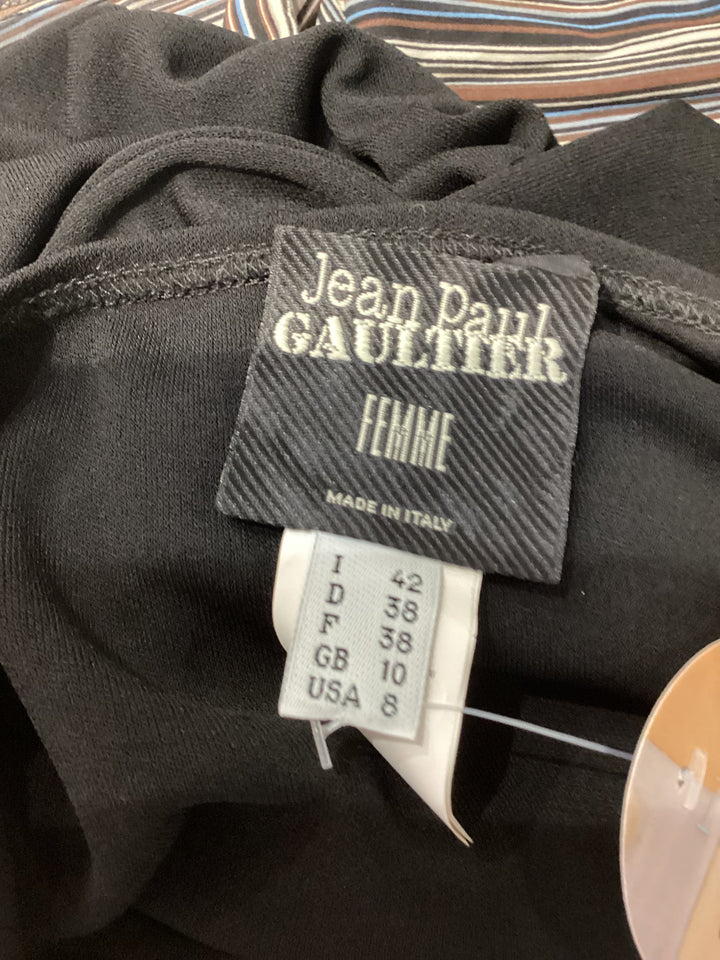 Jean Paul
GAULTIER
FEMME
MADE IN ITALY
I 42
D 38
F 38
GB 10
USA 8